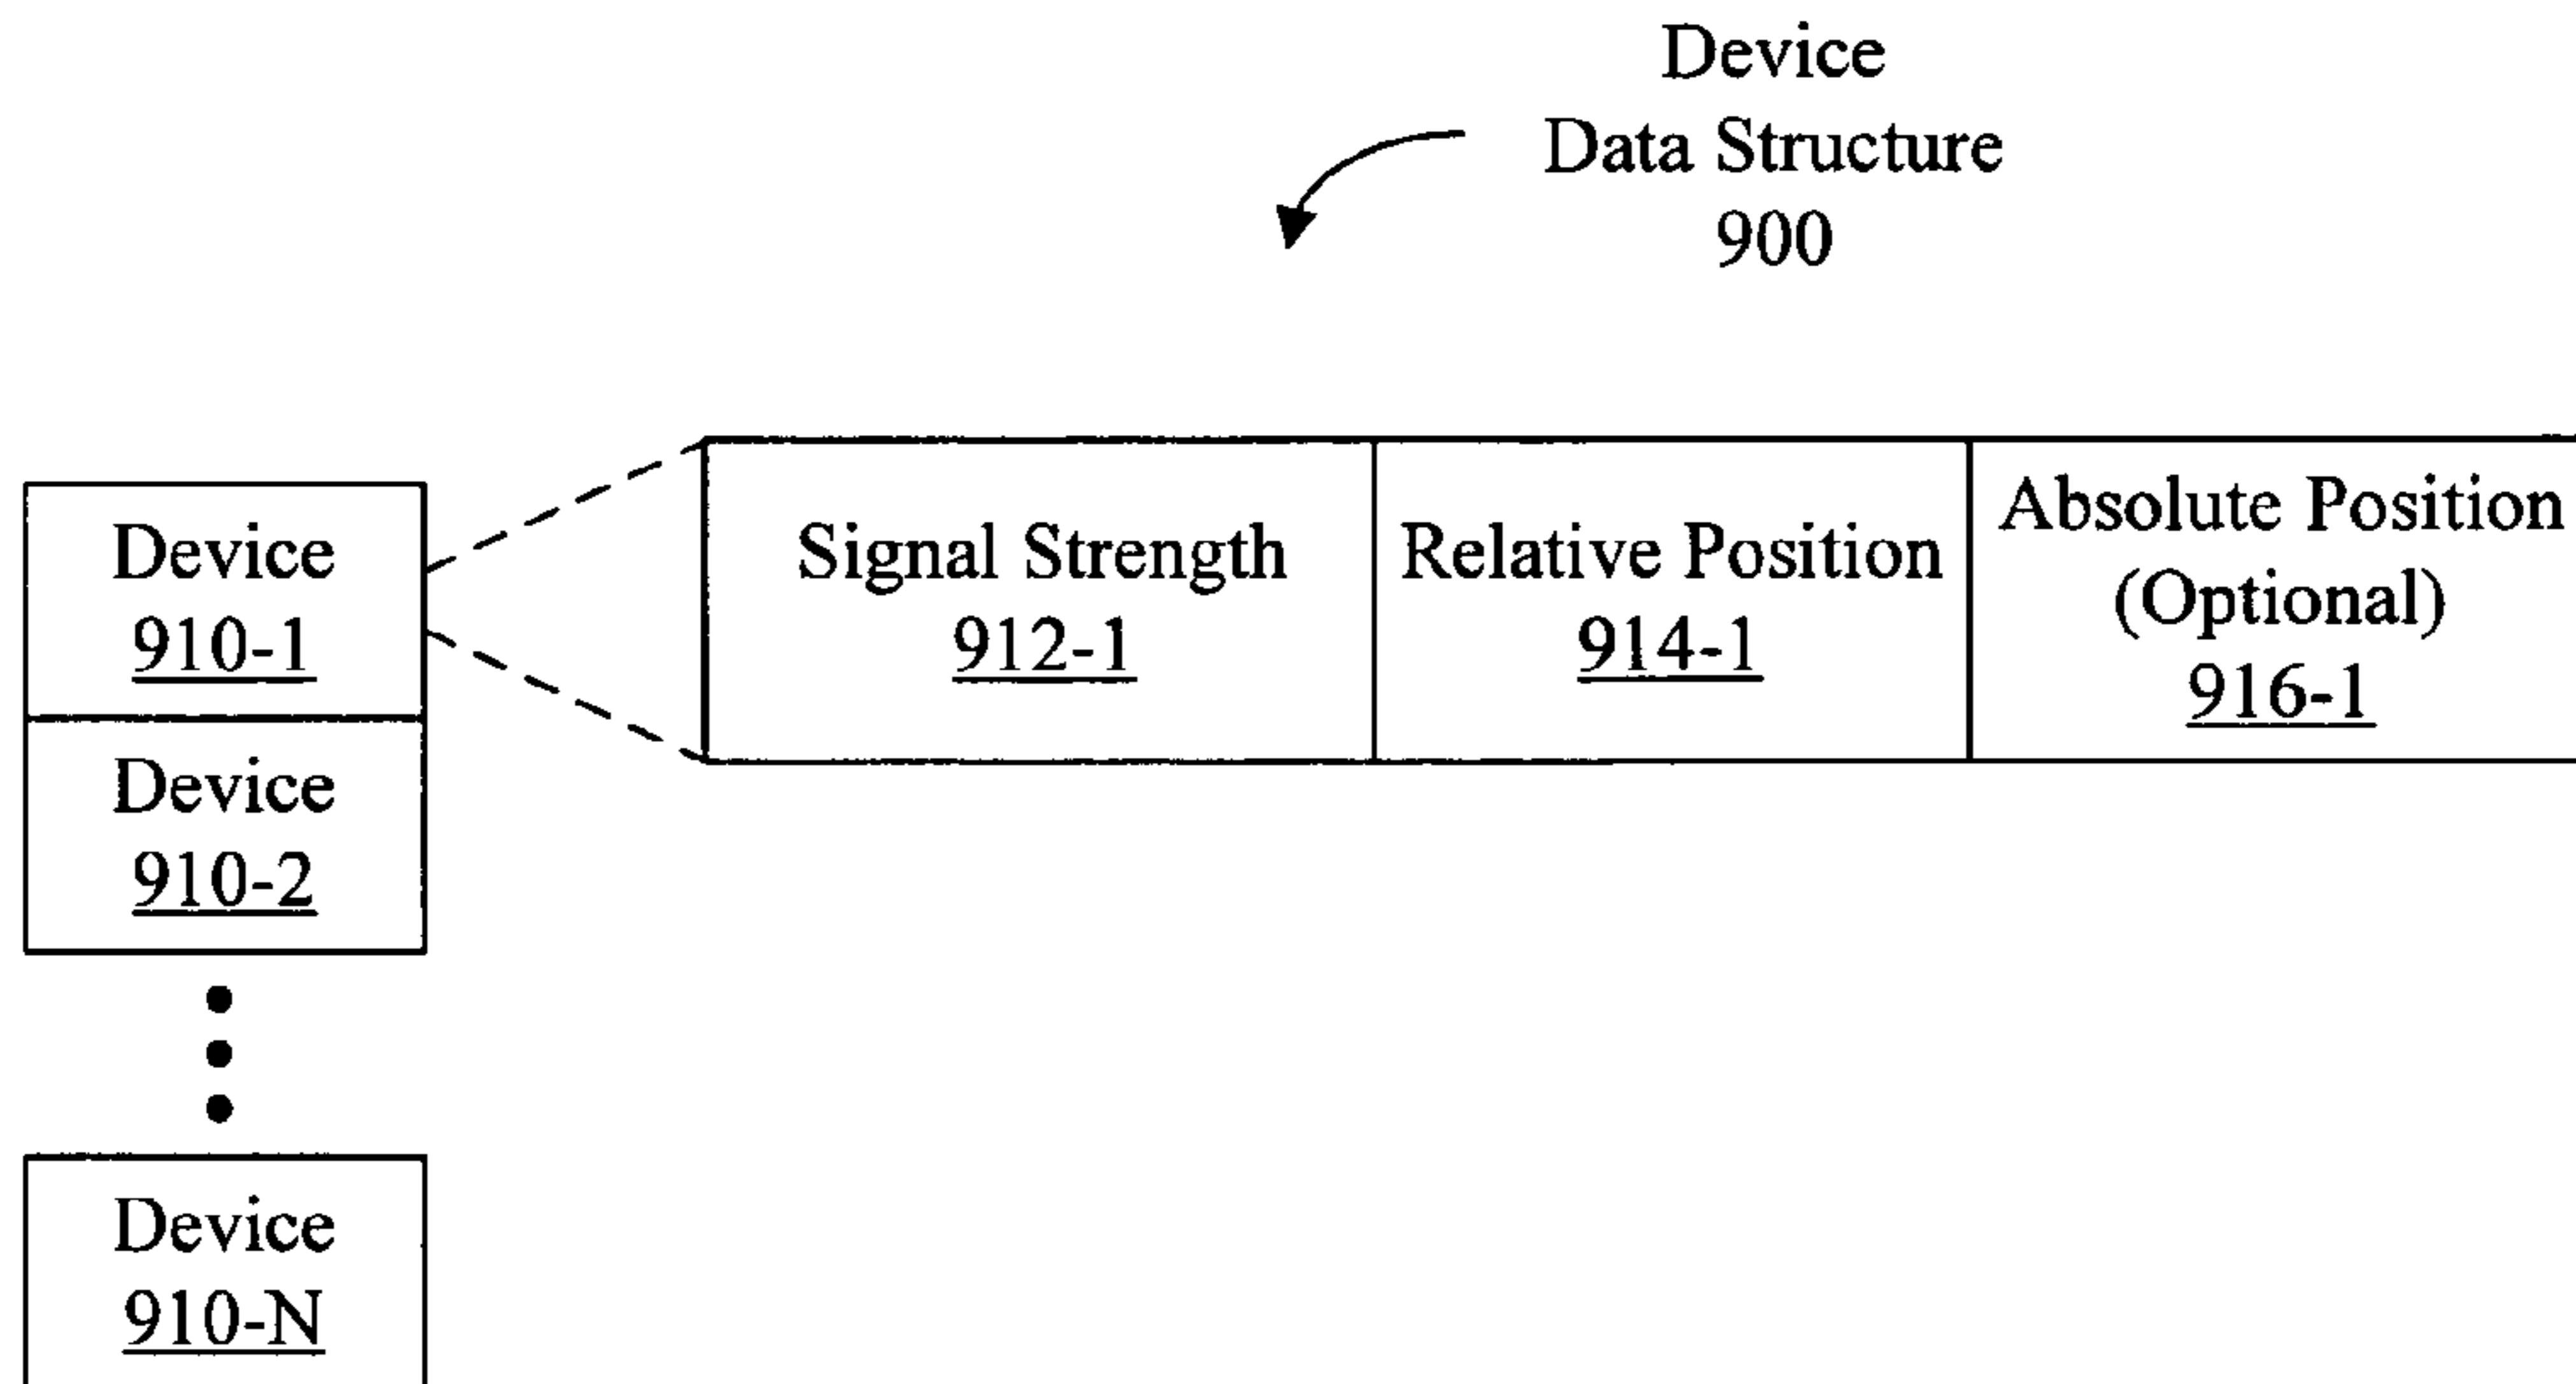 Device
Data Structure
900
Device
910-1
Signal Strength
912-1
Relative Position
914-1
Absolute Position
(Optional)
916-1
Device
910-2
Device
910-N